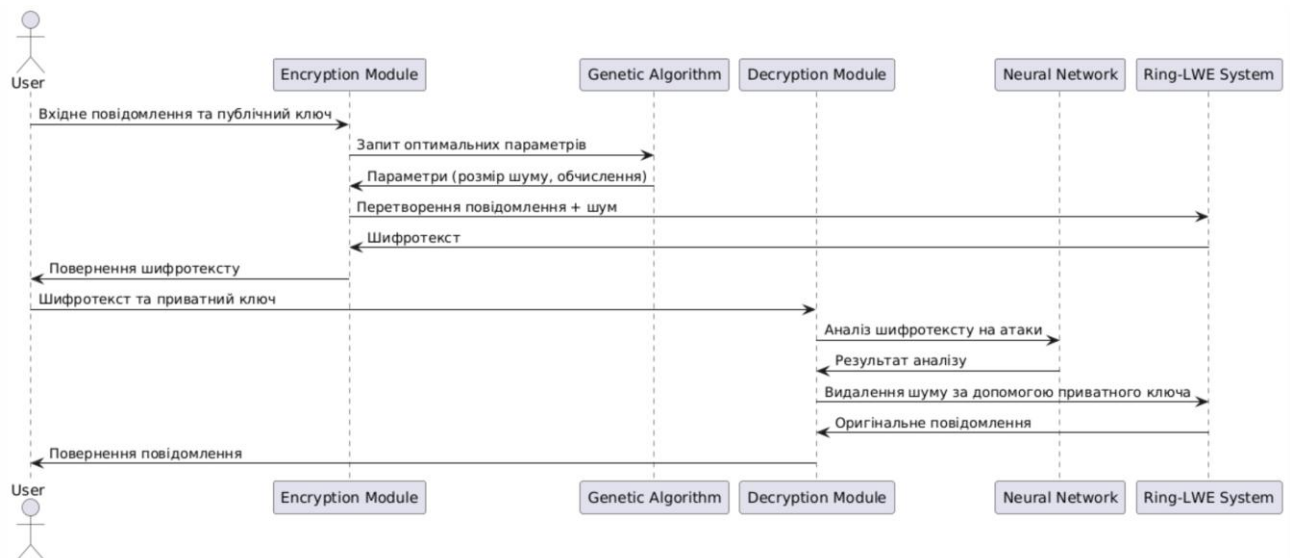 User
Encryption Module
Genetic Algorithm
Decryption Module
Neural Network
Ring-LWE System
Вхідне повідомлення та публічний ключ
Запит оптимальних параметрів
Параметри (розмір шуму, обчислення)
Перетворення повідомлення + шум
Шифротекст
Повернення шифротексту
Шифротекст та приватний ключ
Аналіз шифротексту на атаки
Результат аналізу
Видалення шуму за допомогою приватного ключа
Оригінальне повідомлення
Повернення повідомлення
User
Encryption Module
Genetic Algorithm
Decryption Module
Neural Network
Ring-LWE System